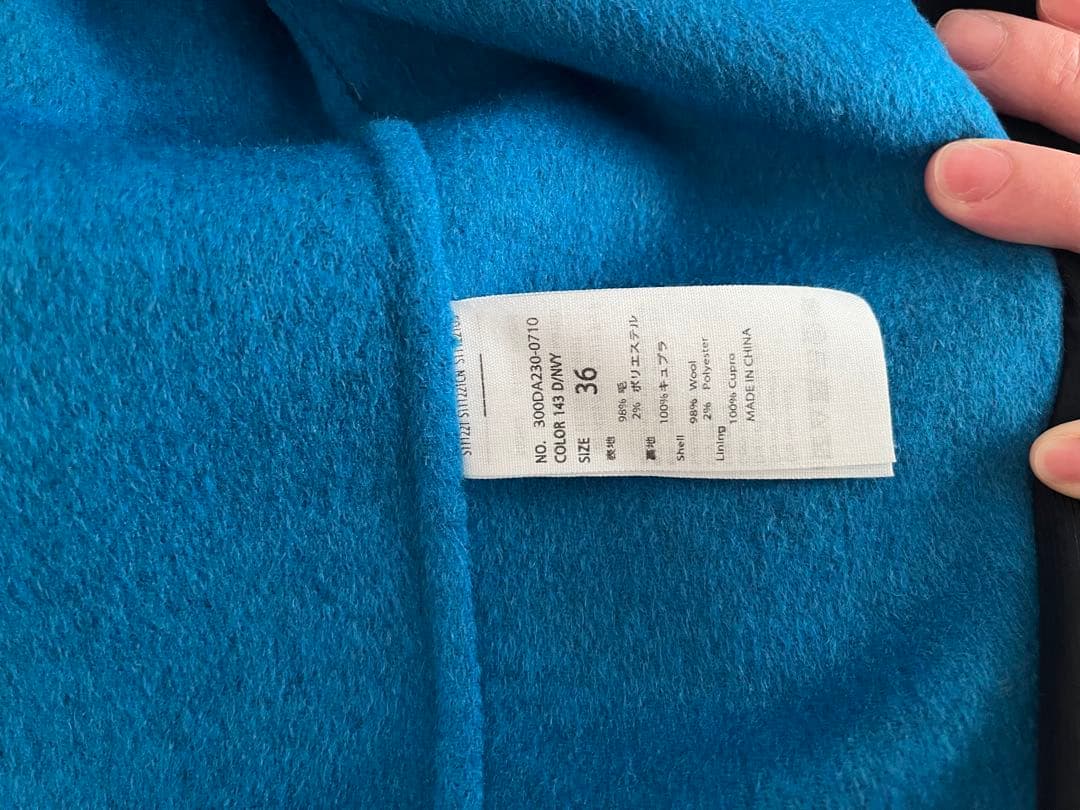 NO. 300DA230-0710
COLOR 143 D/NVY
SIZE 36
表地
98% 毛
2% ポリエステル
裏地
100% キュプラ
Shell
98% Wool
2% Polyester
Lining
100% Cupro
MADE IN CHINA